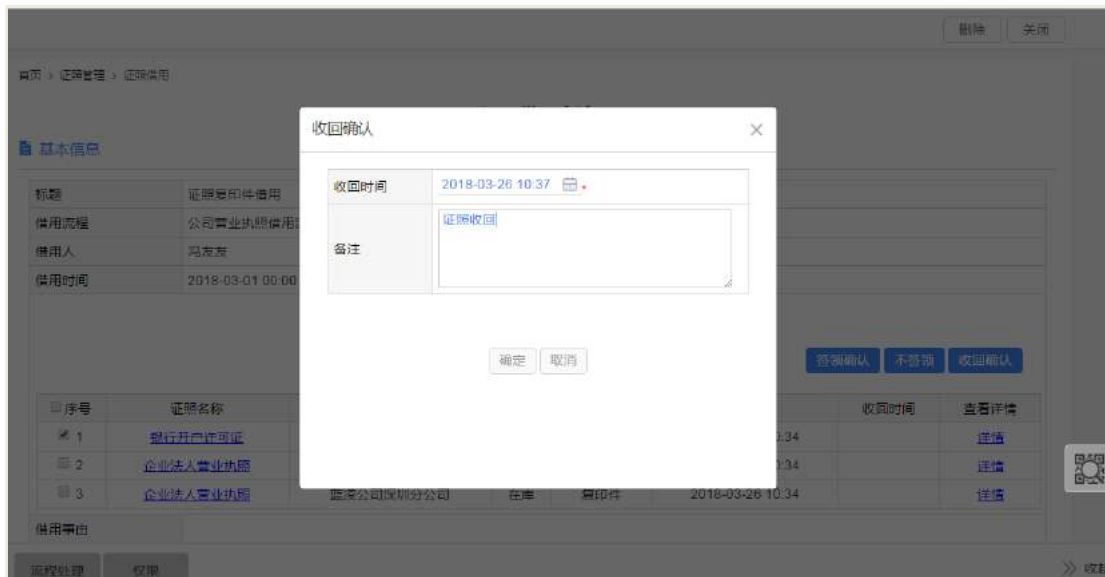 删除 关闭
首页 > 证照管理 > 证照借用
收回确认
基本信息
收回时间 2018-03-26 10:37
标题 证照复印件借用
借用流程 公司营业执照借用
证照收回
备注
借用人 冯友友
借用时间 2018-03-01 00:00
确定 取消
签领确认 不签领 收回确认
序号 证照名称 收回时间 查看详情
1 银行开户许可证 0:34 详情
2 企业法人营业执照 0:34 详情
3 企业法人营业执照 蓝凌公司深圳分公司 在库 复印件 2018-03-26 10:34 详情
借用事由
流程处理 权限
收起